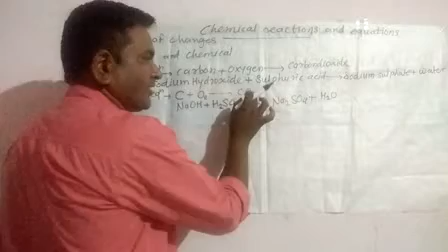 Chemical reactions and equations
of changes
and chemical
→ carbon + oxygen → Carbondioxide
Sodium Hydroxide + Sulphuric acid → Sodium Sulphate + water
→ C + O₂ → C
NaOH + H₂S Na₂SO₄ + H₂O